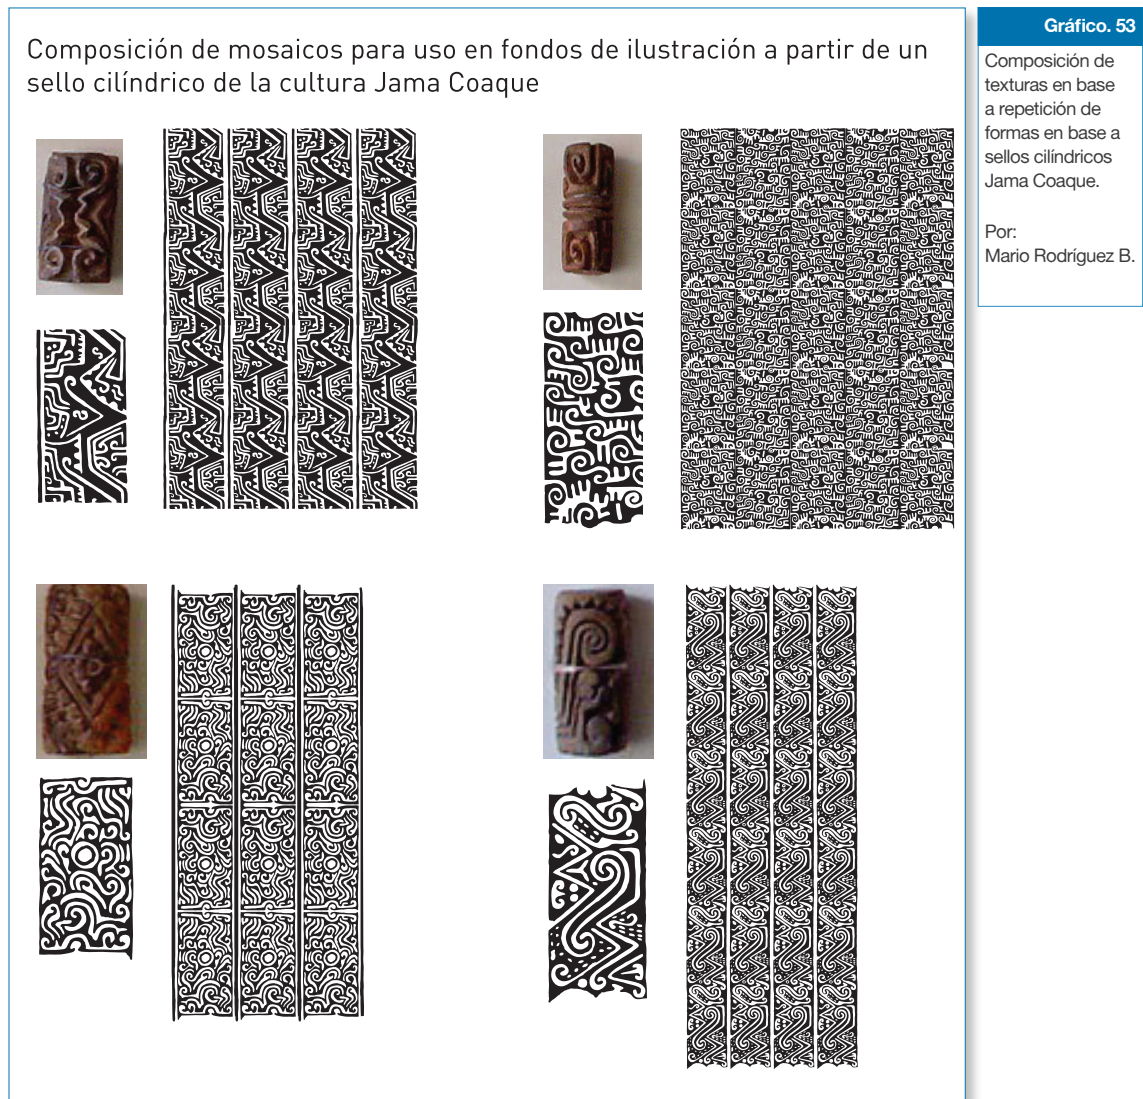 Composición de mosaicos para uso en fondos de ilustración a partir de un
sello cilíndrico de la cultura Jama Coaque
Gráfico. 53
Composición de
texturas en base
a repetición de
formas en base a
sellos cilíndricos
Jama Coaque.
Por:
Mario Rodríguez B.